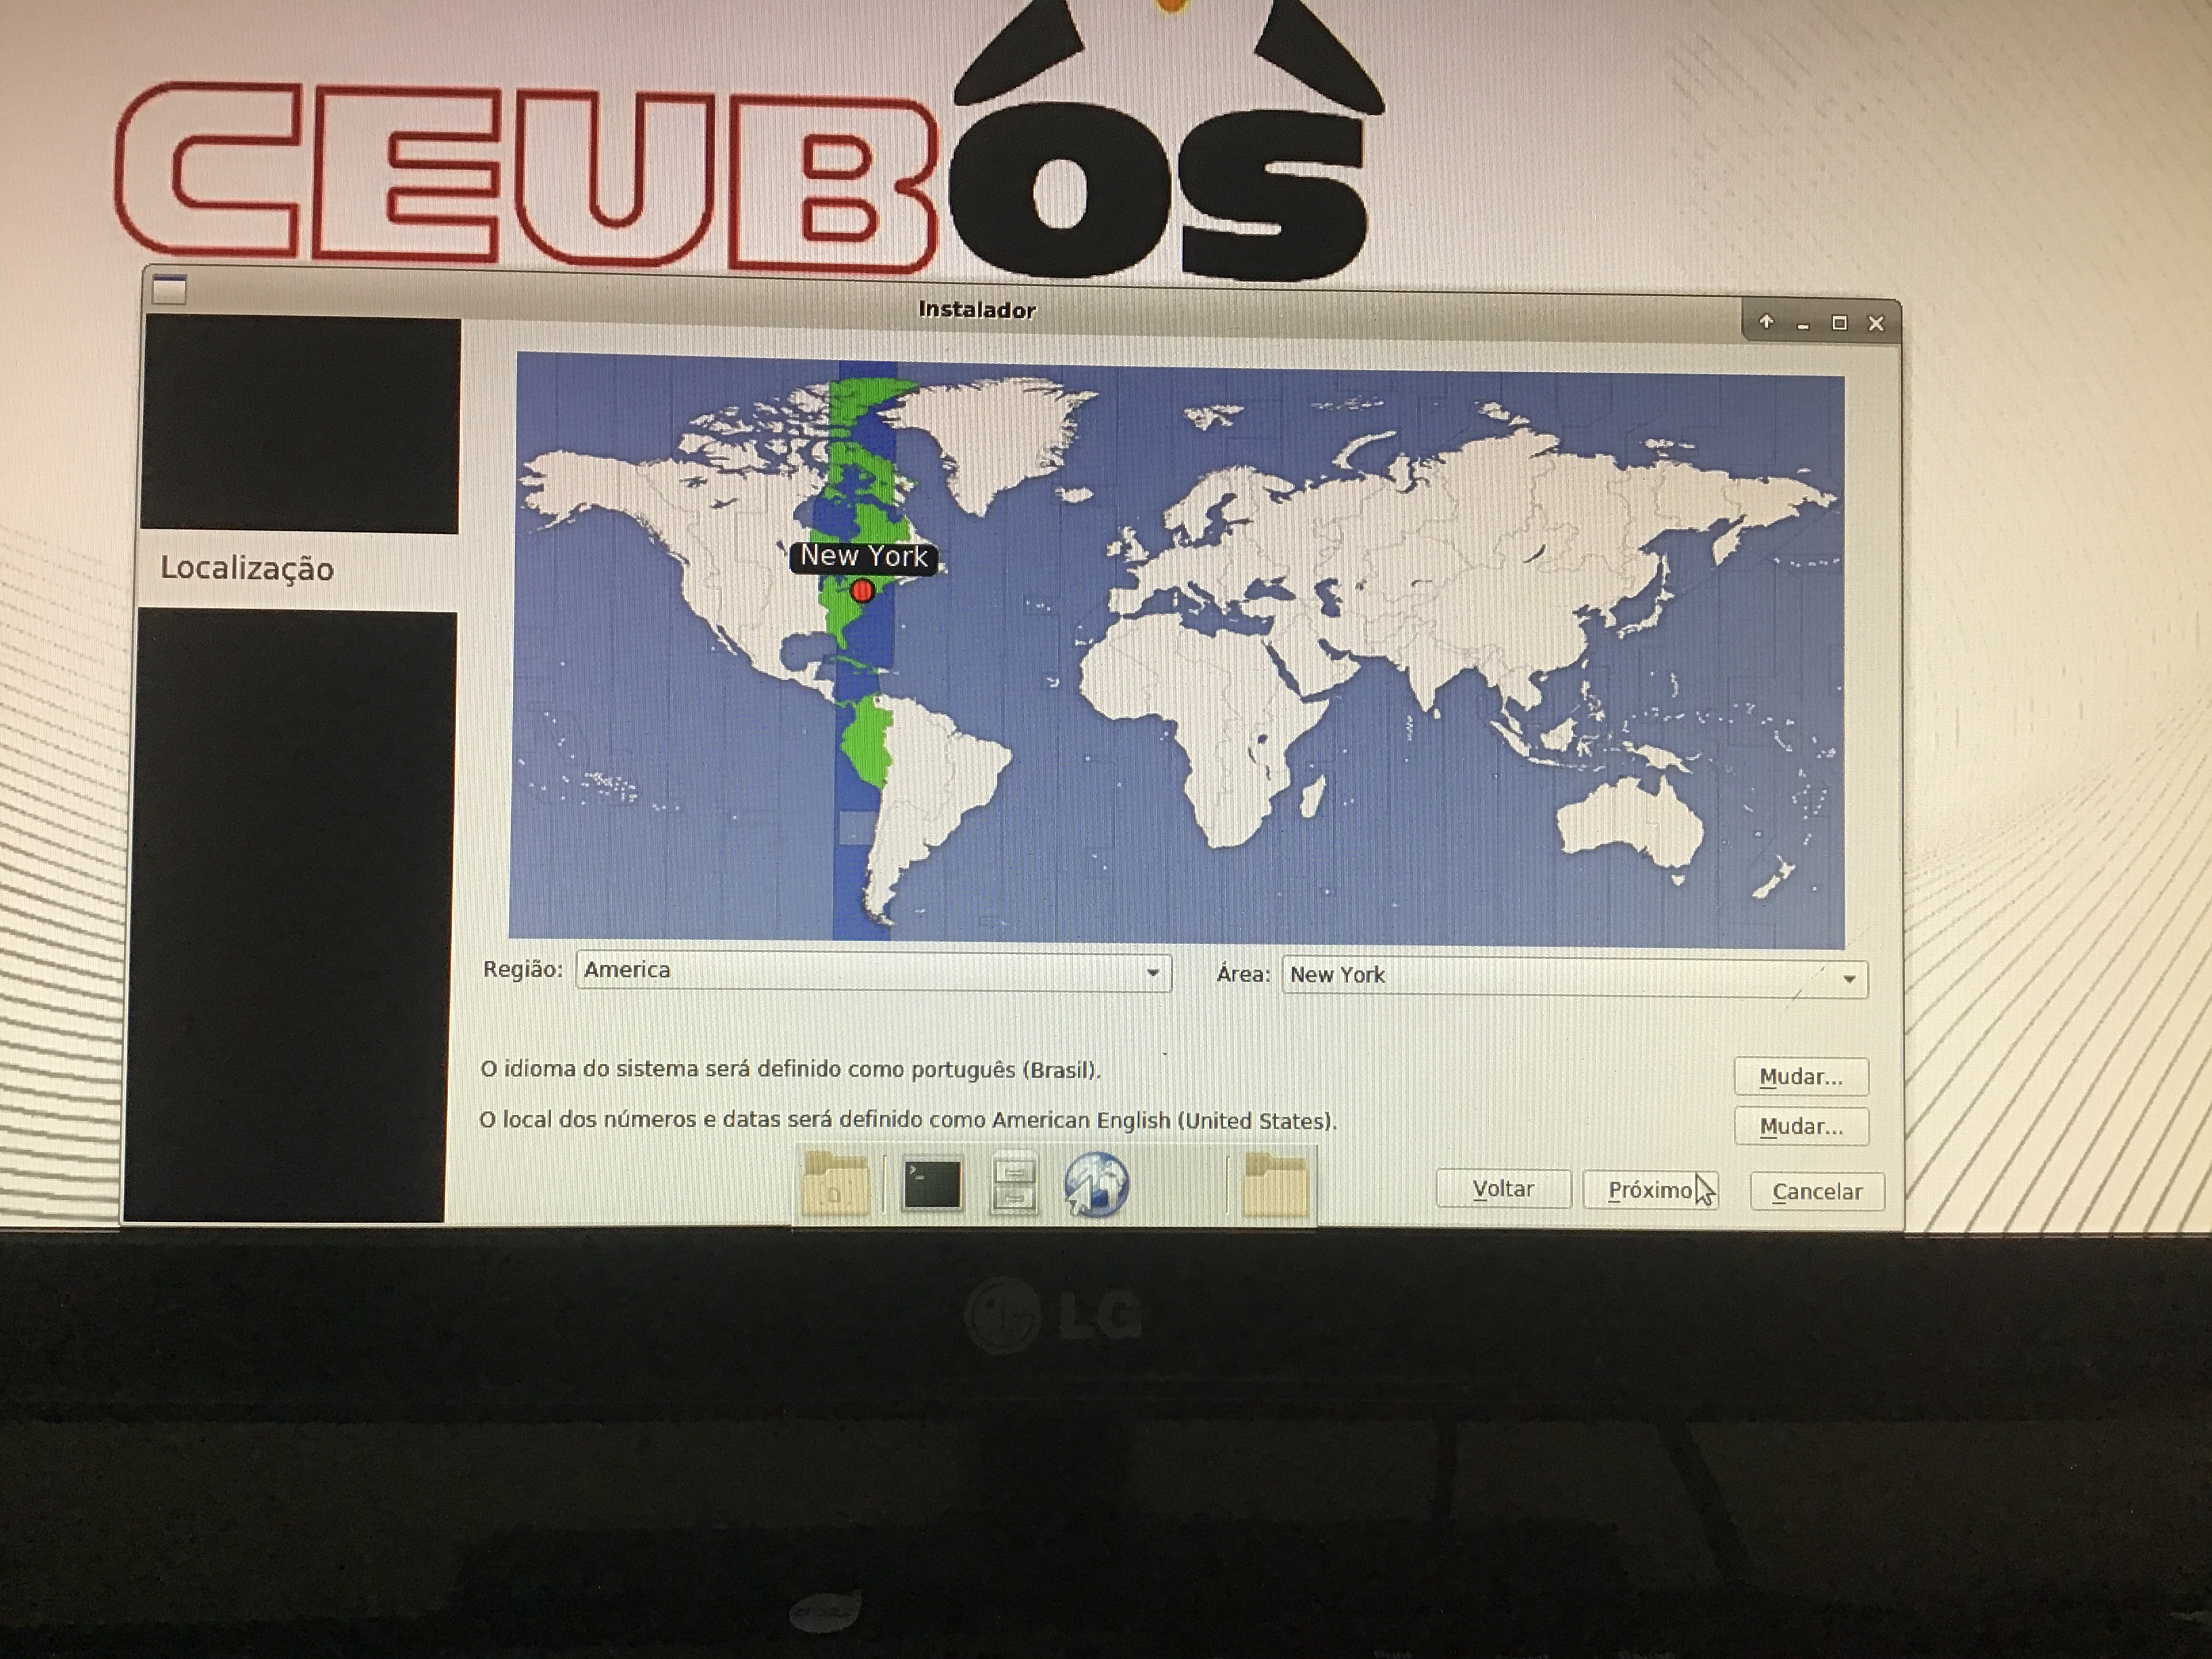 CEUBOS
Instalador
Localização
New York
Região: America
Área: New York
O idioma do sistema será definido como português (Brasil).
Mudar...
O local dos números e datas será definido como American English (United States).
Mudar...
Voltar
Próximo
Cancelar
LG